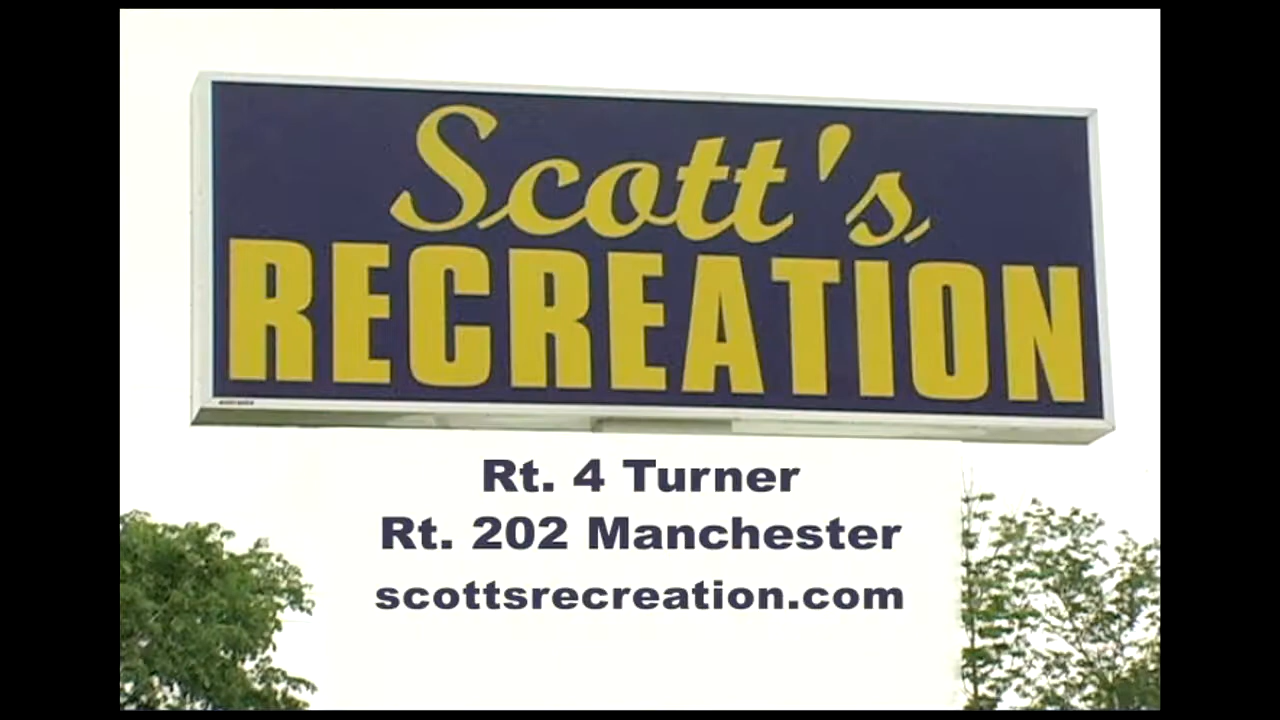 Scott's
RECREATION
Rt. 4 Turner
Rt. 202 Manchester
scottsrecreation.com